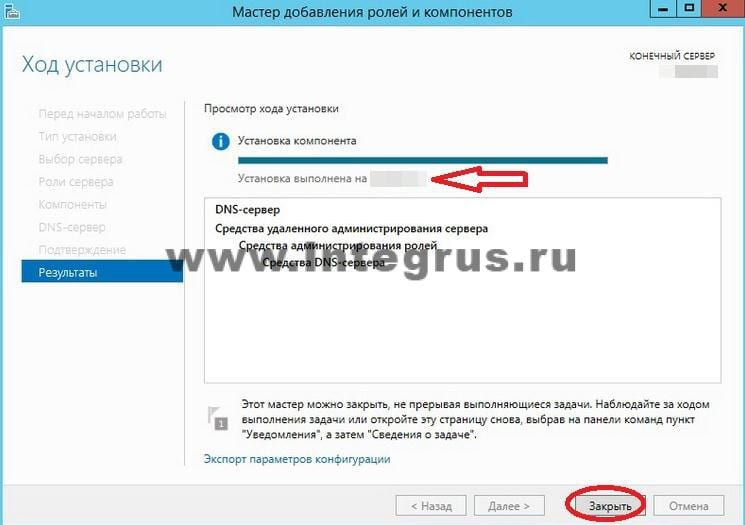 Мастер добавления ролей и компонентов
Ход установки
КОНЕЧНЫЙ СЕРВЕР
Перед началом работы
Тип установки
Выбор сервера
Роли сервера
Компоненты
DNS-сервер
Подтверждение
Результаты
Просмотр хода установки
Установка компонента
Установка выполнена на
DNS-сервер
Средства удаленного администрирования сервера
Средства администрирования ролей
Средства DNS-сервера
www.integrus.ru
1
Этот мастер можно закрыть, не прерывая выполняющиеся задачи. Наблюдайте за ходом
выполнения задачи или откройте эту страницу снова, выбрав на панели команд пункт
"Уведомления", а затем "Сведения о задаче".
Экспорт параметров конфигурации
< Назад
Далее >
Закрыть
Отмена